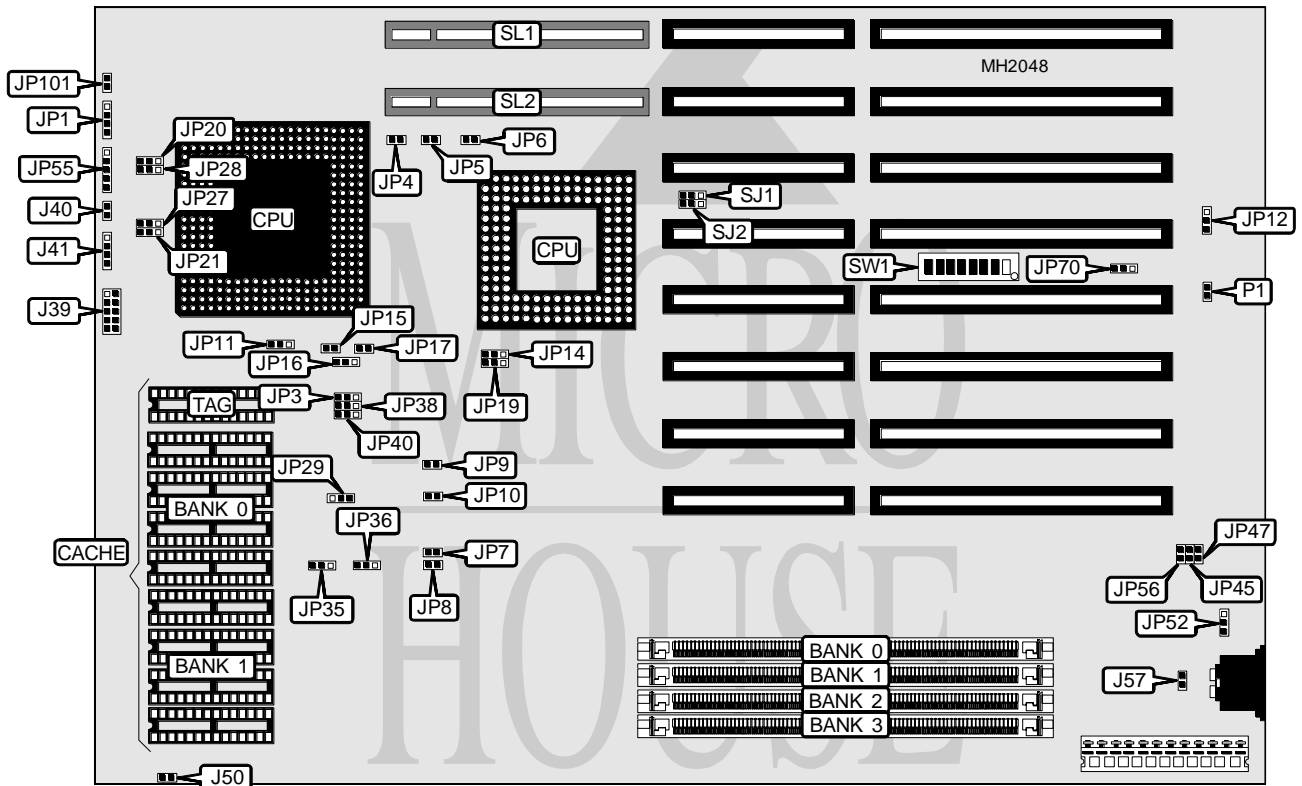 SL1
MH2048
JP101
SL2
JP1
JP20
JP6
JP5
JP4
JP55
JP28
SJ1
JP27
J40
CPU
SJ2
JP12
J41
JP21
CPU
SW1
JP70
P1
J39
JP15
JP11
JP17
JP14
JP16
JP3
TAG
JP38
JP19
JP40
MICRO
JP29
JP9
JP10
BANK 0
JP36
HOUSE
CACHE
JP7
JP47
JP35
JP8
JP56
JP45
JP52
BANK 0
BANK 1
BANK 1
J57
BANK 2
BANK 3
J50